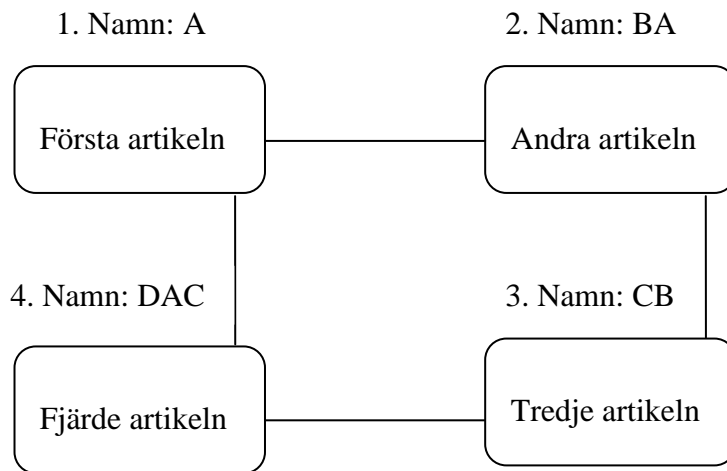 1. Namn: A
2. Namn: BA
Första artikeln
Andra artikeln
4. Namn: DAC
3. Namn: CB
Fjärde artikeln
Tredje artikeln